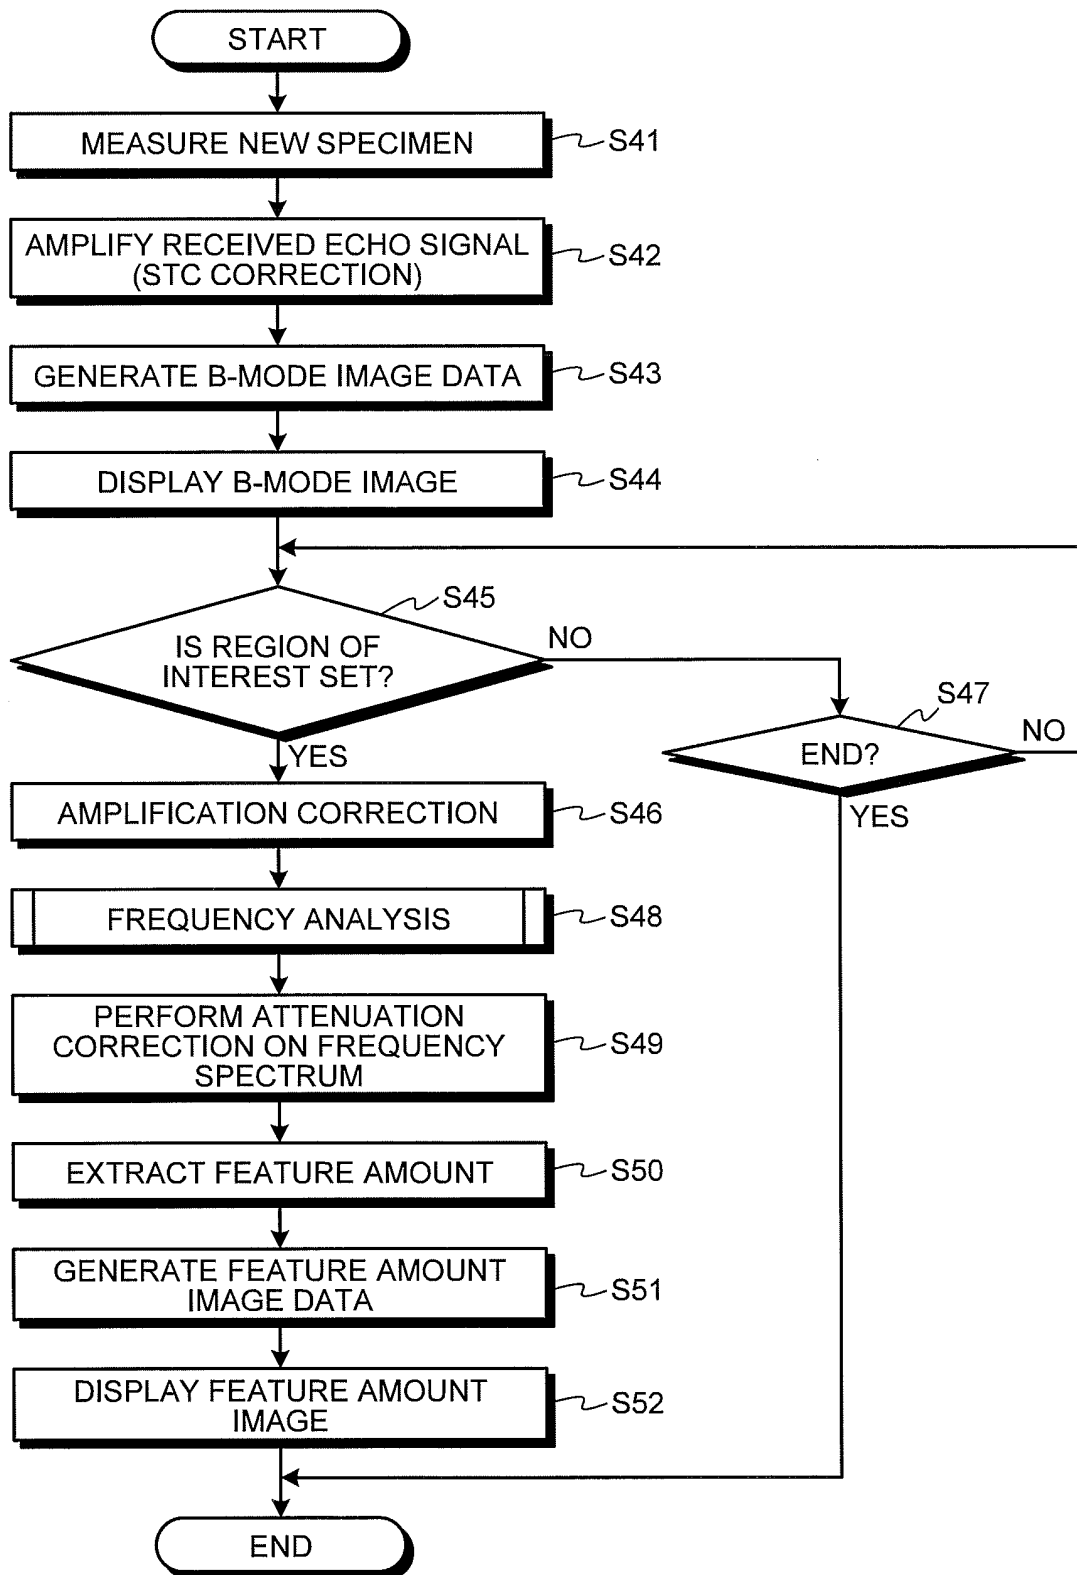 START
MEASURE NEW SPECIMEN
S41
AMPLIFY RECEIVED ECHO SIGNAL
(STC CORRECTION)
S42
GENERATE B-MODE IMAGE DATA
S43
DISPLAY B-MODE IMAGE
S44
S45
IS REGION OF
INTEREST SET?
NO
YES
S47
END?
NO
YES
AMPLIFICATION CORRECTION
S46
FREQUENCY ANALYSIS
S48
PERFORM ATTENUATION
CORRECTION ON FREQUENCY
SPECTRUM
S49
EXTRACT FEATURE AMOUNT
S50
GENERATE FEATURE AMOUNT
IMAGE DATA
S51
DISPLAY FEATURE AMOUNT
IMAGE
S52
END